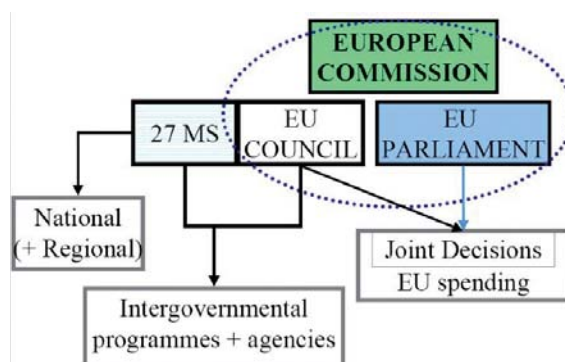 EUROPEAN
COMMISSION
27 MS
EU
COUNCIL
EU
PARLIAMENT
National
(+ Regional)
Joint Decisions
EU spending
Intergovernmental
programmes + agencies